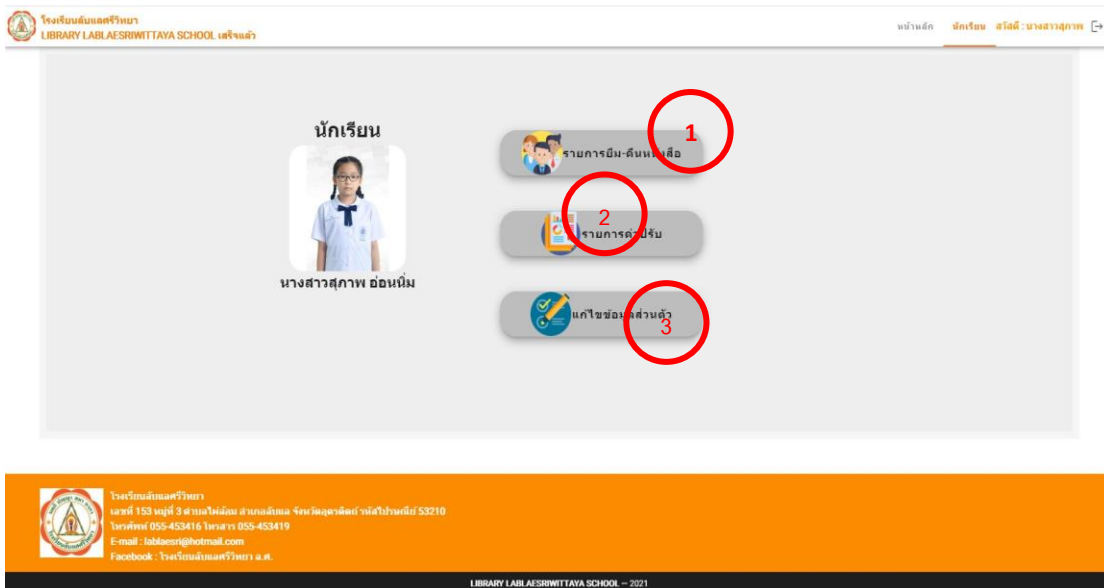 โรงเรียนลับแลศรีวิทยา
LIBRARY LABLAESRIWITTAYA SCHOOL เสร็จแล้ว
หน้าหลัก นักเรียน สวัสดี : นางสาวสุภาพ
นักเรียน
นางสาวสุภาพ อ่อนนิ่ม
1
รายการยืม-คืนหนังสือ
2
รายการค่าปรับ
แก้ไขข้อมูลส่วนตัว
3
โรงเรียนลับแลศรีวิทยา
เลขที่ 153 หมู่ที่ 3 ตำบลไผ่ล้อม อำเภอลับแล จังหวัดอุตรดิตถ์ รหัสไปรษณีย์ 53210
โทรศัพท์ 055-453416 โทรสาร 055-453419
E-mail : lablaesri@hotmail.com
Facebook : โรงเรียนลับแลศรีวิทยา ล.ศ.
LIBRARY LABLAESRIWITTAYA SCHOOL — 2021